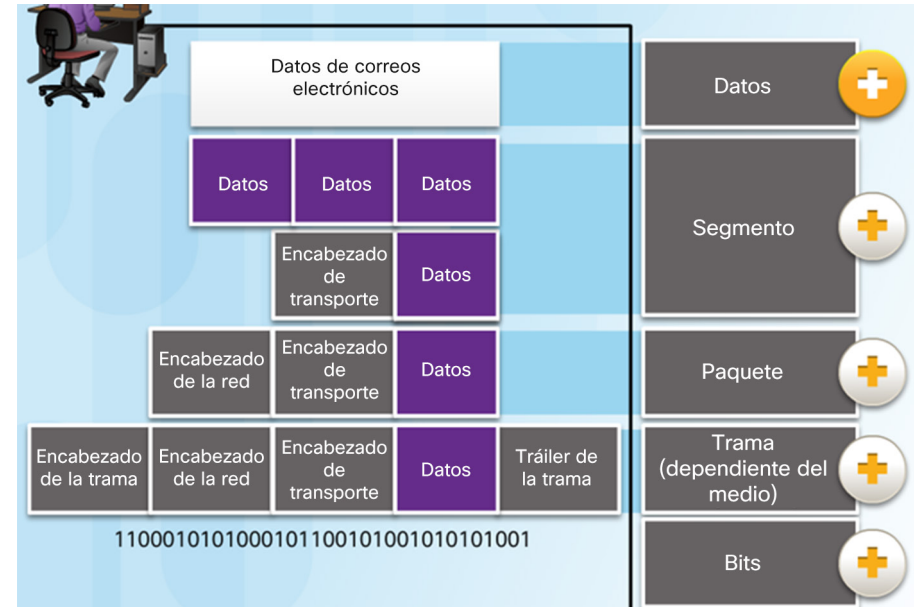 Datos de correos
electrónicos
Datos
Datos Datos Datos
Segmento
Encabezado
de
transporte
Datos
Encabezado
de la red
Encabezado
de
transporte
Datos
Paquete
Encabezado
de la trama
Encabezado
de la red
Encabezado
de
transporte
Datos
Tráiler de
la trama
Trama
(dependiente del
medio)
1100010101000101100101001010101001
Bits